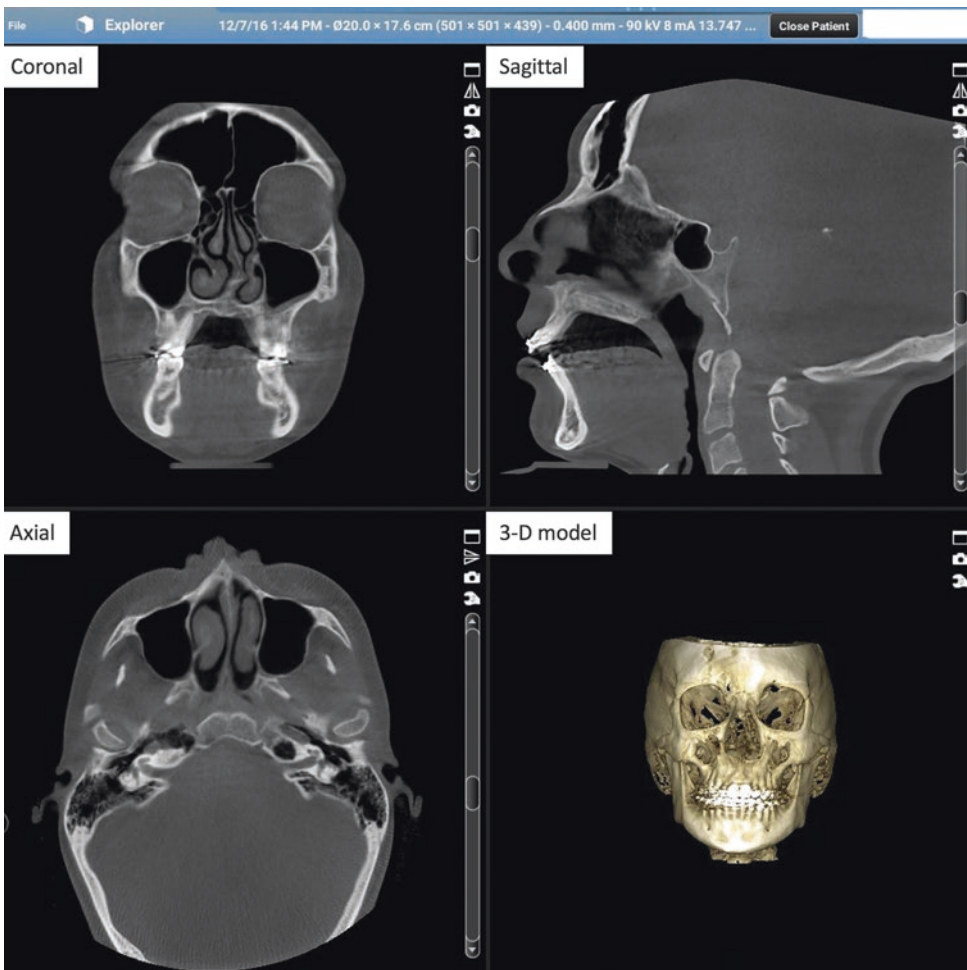 File Explorer 12/7/16 1:44 PM - Ø20.0 × 17.6 cm (501 × 501 × 439) - 0.400 mm - 90 kV 8 mA 13.747 ... Close Patient
Coronal
Sagittal
Axial
3-D model